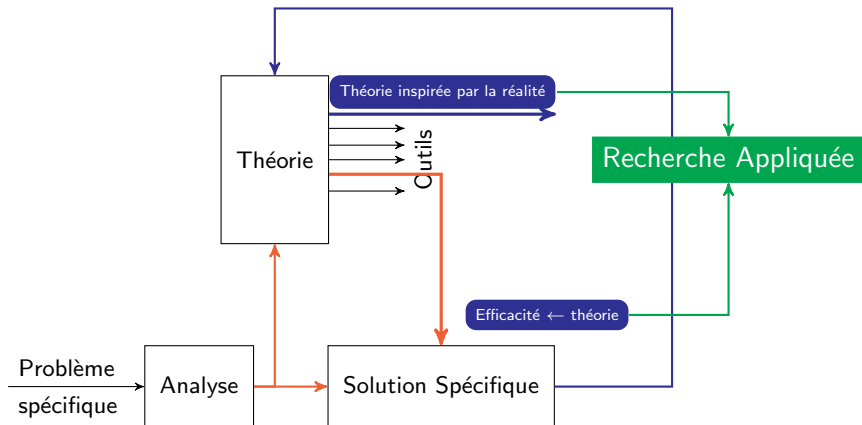 Théorie inspirée par la réalité
Théorie
Outils
Recherche Appliquée
Efficacité ← théorie
Problème
spécifique
Analyse
Solution Spécifique